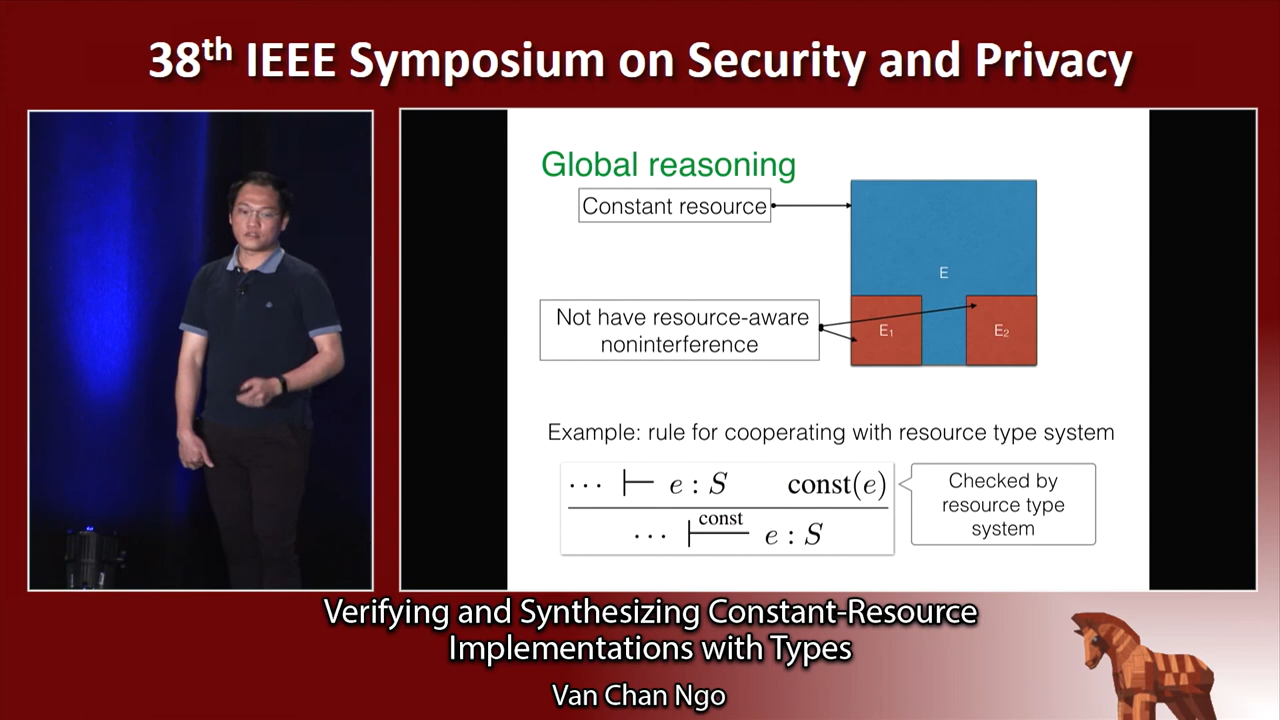 38th IEEE Symposium on Security and Privacy
Global reasoning
Constant resource
E
Not have resource-aware
noninterference
E₁
E₂
Example: rule for cooperating with resource type system
··· ⊢ e : S const(e)
Checked by
resource type
system
const
··· ⊢ e : S
Verifying and Synthesizing Constant-Resource
Implementations with Types
Van Chan Ngo